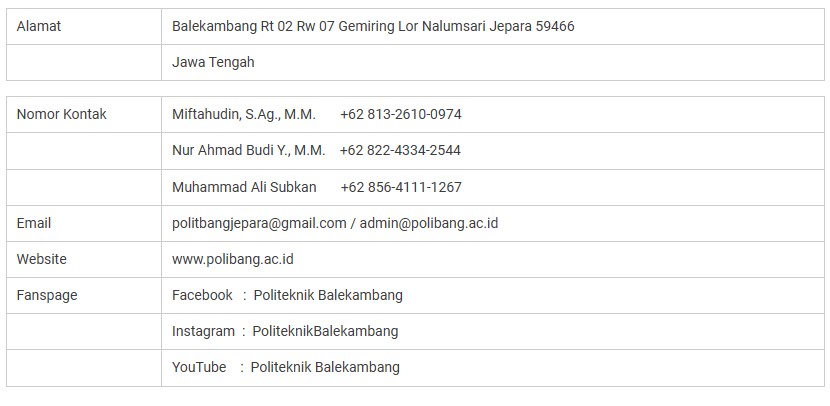 Alamat Balekambang Rt 02 Rw 07 Gemiring Lor Nalumsari Jepara 59466
Jawa Tengah
Nomor Kontak Miftahudin, S.Ag., M.M. +62 813-2610-0974
Nur Ahmad Budi Y., M.M. +62 822-4334-2544
Muhammad Ali Subkan +62 856-4111-1267
Email politbangjepara@gmail.com / admin@polibang.ac.id
Website www.polibang.ac.id
Fanspage Facebook : Politeknik Balekambang
Instagram : PoliteknikBalekambang
YouTube : Politeknik Balekambang